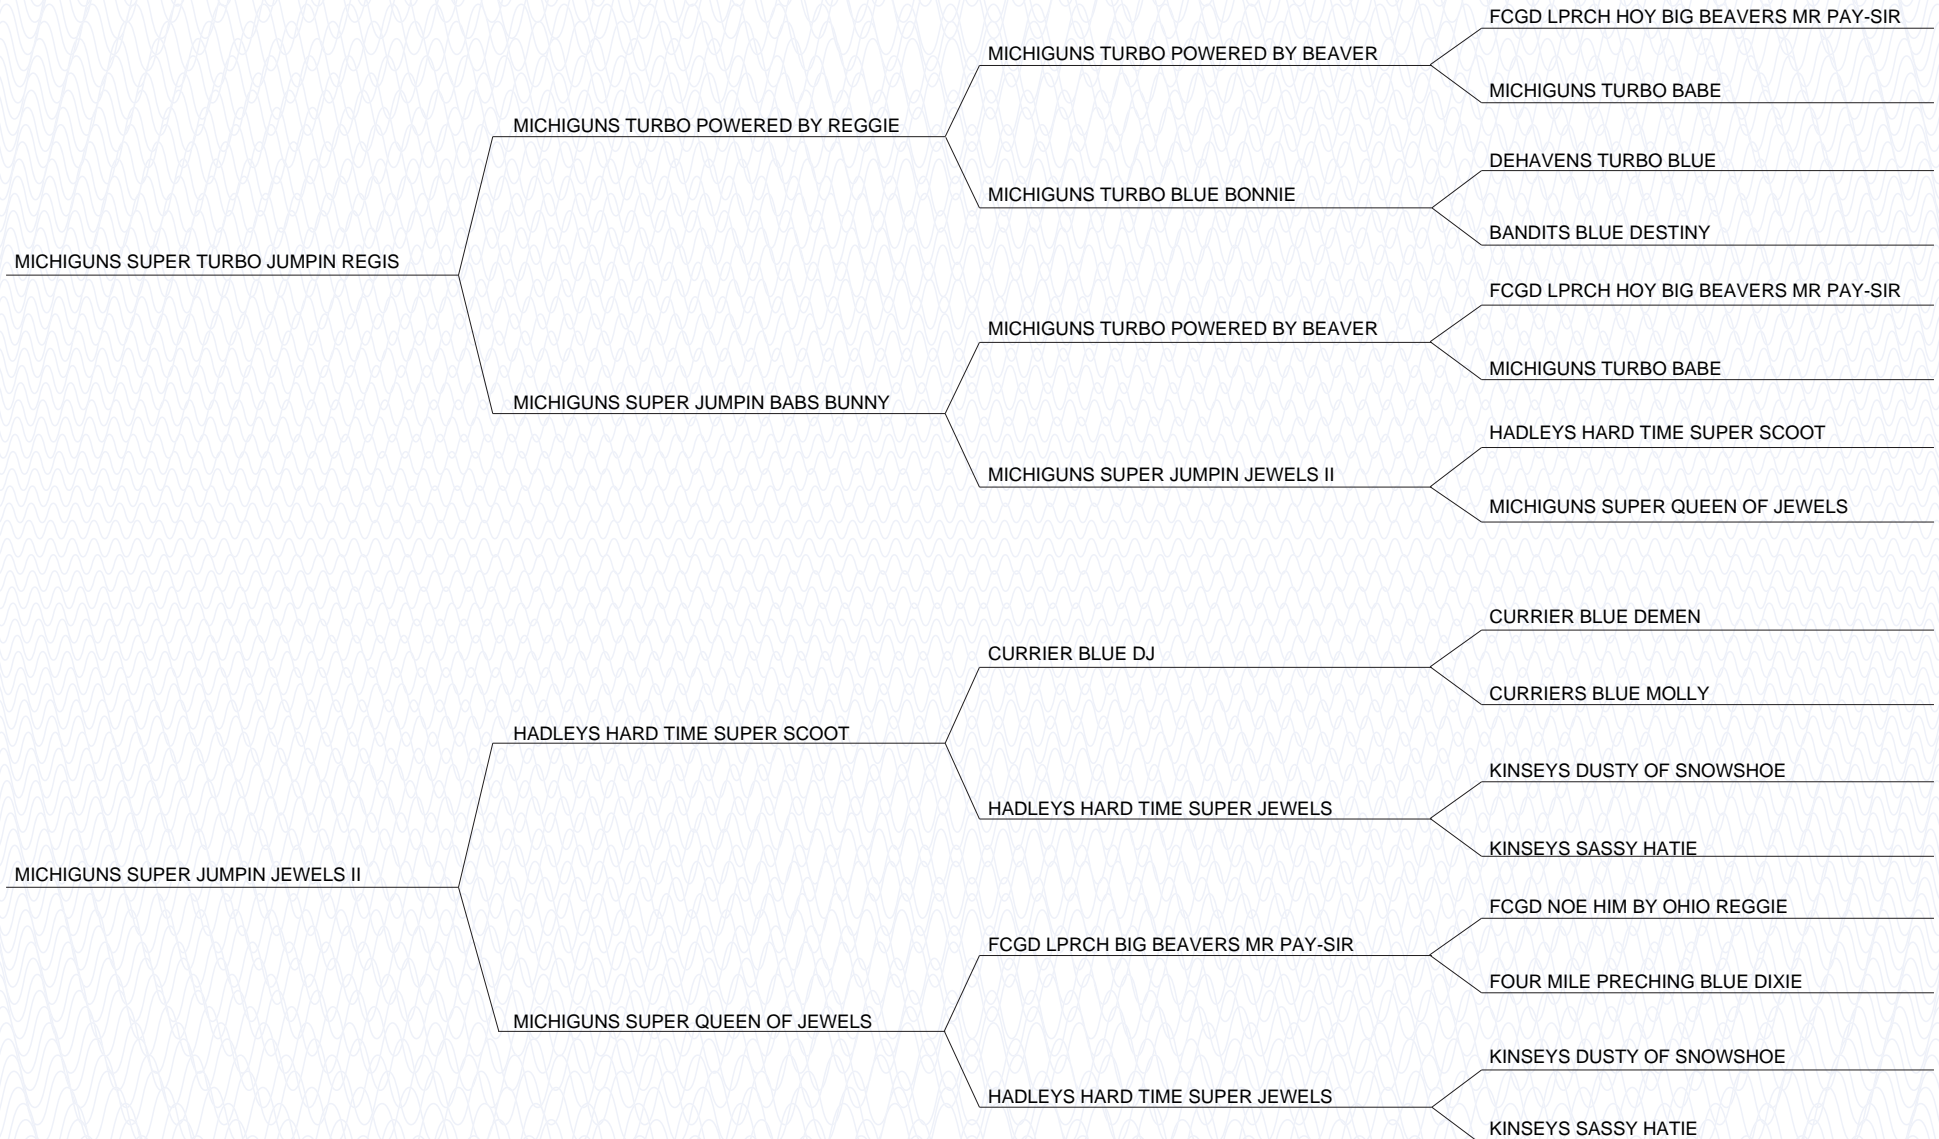 FCGD LPRCH HOY BIG BEAVERS MR PAY-SIR
MICHIGUNS TURBO POWERED BY BEAVER
MICHIGUNS TURBO BABE
MICHIGUNS TURBO POWERED BY REGGIE
DEHAVENS TURBO BLUE
MICHIGUNS TURBO BLUE BONNIE
BANDITS BLUE DESTINY
MICHIGUNS SUPER TURBO JUMPIN REGIS
FCGD LPRCH HOY BIG BEAVERS MR PAY-SIR
MICHIGUNS TURBO POWERED BY BEAVER
MICHIGUNS TURBO BABE
MICHIGUNS SUPER JUMPIN BABS BUNNY
HADLEYS HARD TIME SUPER SCOOT
MICHIGUNS SUPER JUMPIN JEWELS II
MICHIGUNS SUPER QUEEN OF JEWELS
CURRIER BLUE DEMEN
CURRIER BLUE DJ
CURRIERS BLUE MOLLY
HADLEYS HARD TIME SUPER SCOOT
KINSEYS DUSTY OF SNOWSHOE
HADLEYS HARD TIME SUPER JEWELS
KINSEYS SASSY HATIE
MICHIGUNS SUPER JUMPIN JEWELS II
FCGD NOE HIM BY OHIO REGGIE
FCGD LPRCH BIG BEAVERS MR PAY-SIR
FOUR MILE PRECHING BLUE DIXIE
MICHIGUNS SUPER QUEEN OF JEWELS
KINSEYS DUSTY OF SNOWSHOE
HADLEYS HARD TIME SUPER JEWELS
KINSEYS SASSY HATIE